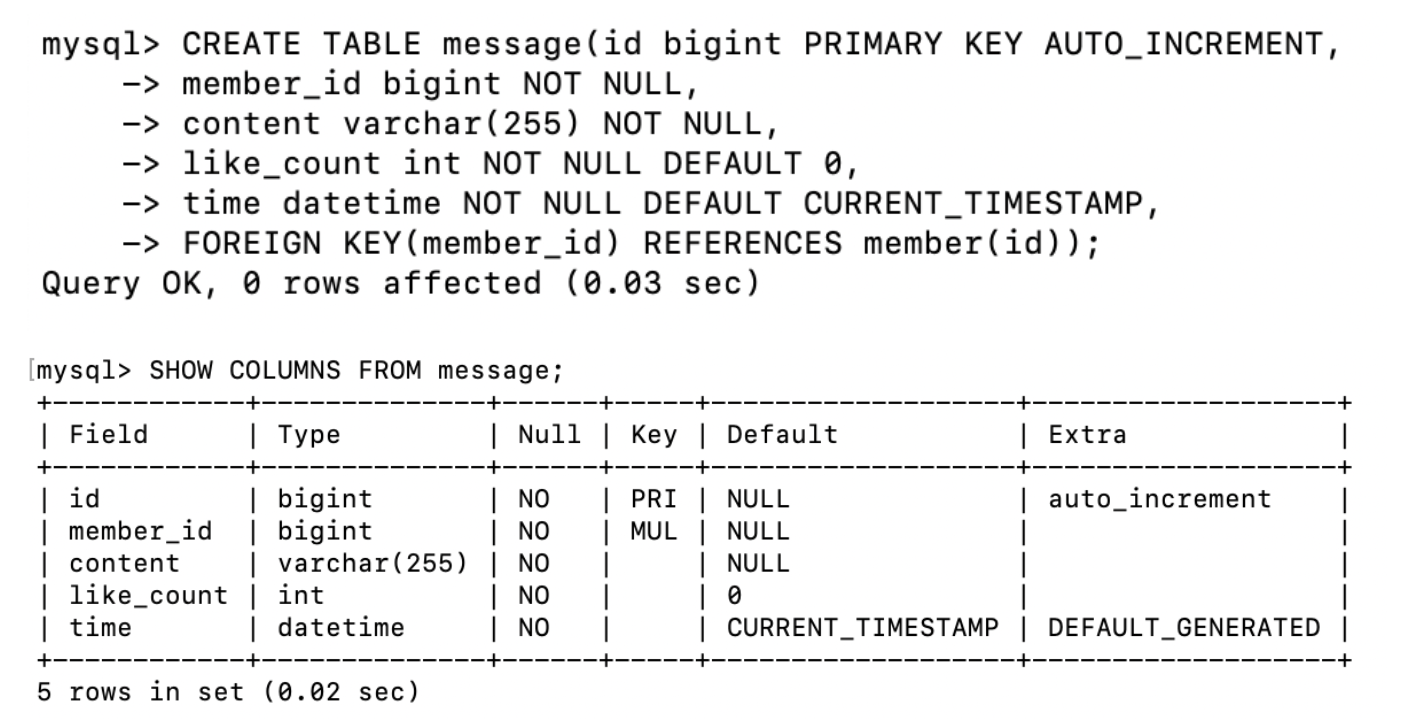 mysql> CREATE TABLE message(id bigint PRIMARY KEY AUTO_INCREMENT,
    -> member_id bigint NOT NULL,
    -> content varchar(255) NOT NULL,
    -> like_count int NOT NULL DEFAULT 0,
    -> time datetime NOT NULL DEFAULT CURRENT_TIMESTAMP,
    -> FOREIGN KEY(member_id) REFERENCES member(id));
Query OK, 0 rows affected (0.03 sec)
[mysql> SHOW COLUMNS FROM message;
+------------+--------------+------+-----+-------------------+-------------------+
| Field      | Type         | Null | Key | Default           | Extra             |
+------------+--------------+------+-----+-------------------+-------------------+
| id         | bigint       | NO   | PRI | NULL              | auto_increment    |
| member_id  | bigint       | NO   | MUL | NULL              |                   |
| content    | varchar(255) | NO   |     | NULL              |                   |
| like_count | int          | NO   |     | 0                 |                   |
| time       | datetime     | NO   |     | CURRENT_TIMESTAMP | DEFAULT_GENERATED |
+------------+--------------+------+-----+-------------------+-------------------+
5 rows in set (0.02 sec)